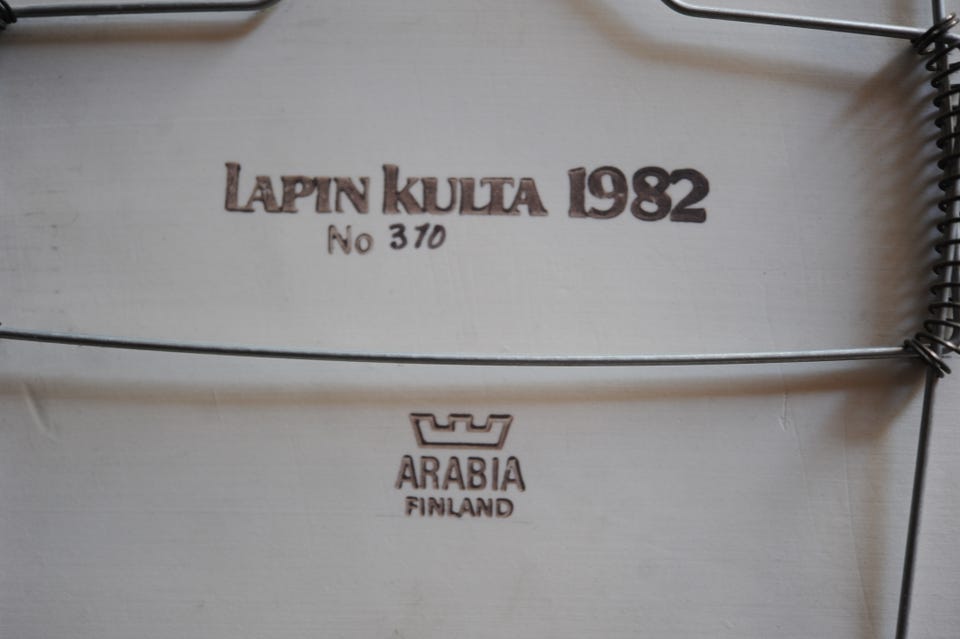 LAPIN KULTA 1982
No 310
ARABIA
FINLAND